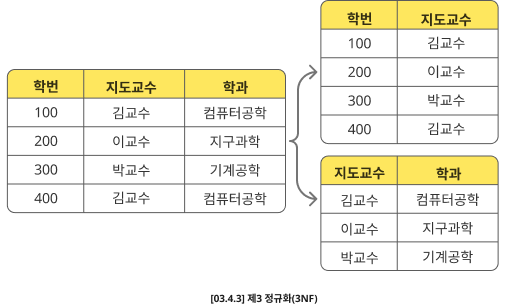 학번 지도교수 학과
100 김교수 컴퓨터공학
200 이교수 지구과학
300 박교수 기계공학
400 김교수 컴퓨터공학
학번 지도교수
100 김교수
200 이교수
300 박교수
400 김교수
지도교수 학과
김교수 컴퓨터공학
이교수 지구과학
박교수 기계공학
[03.4.3] 제3 정규화(3NF)